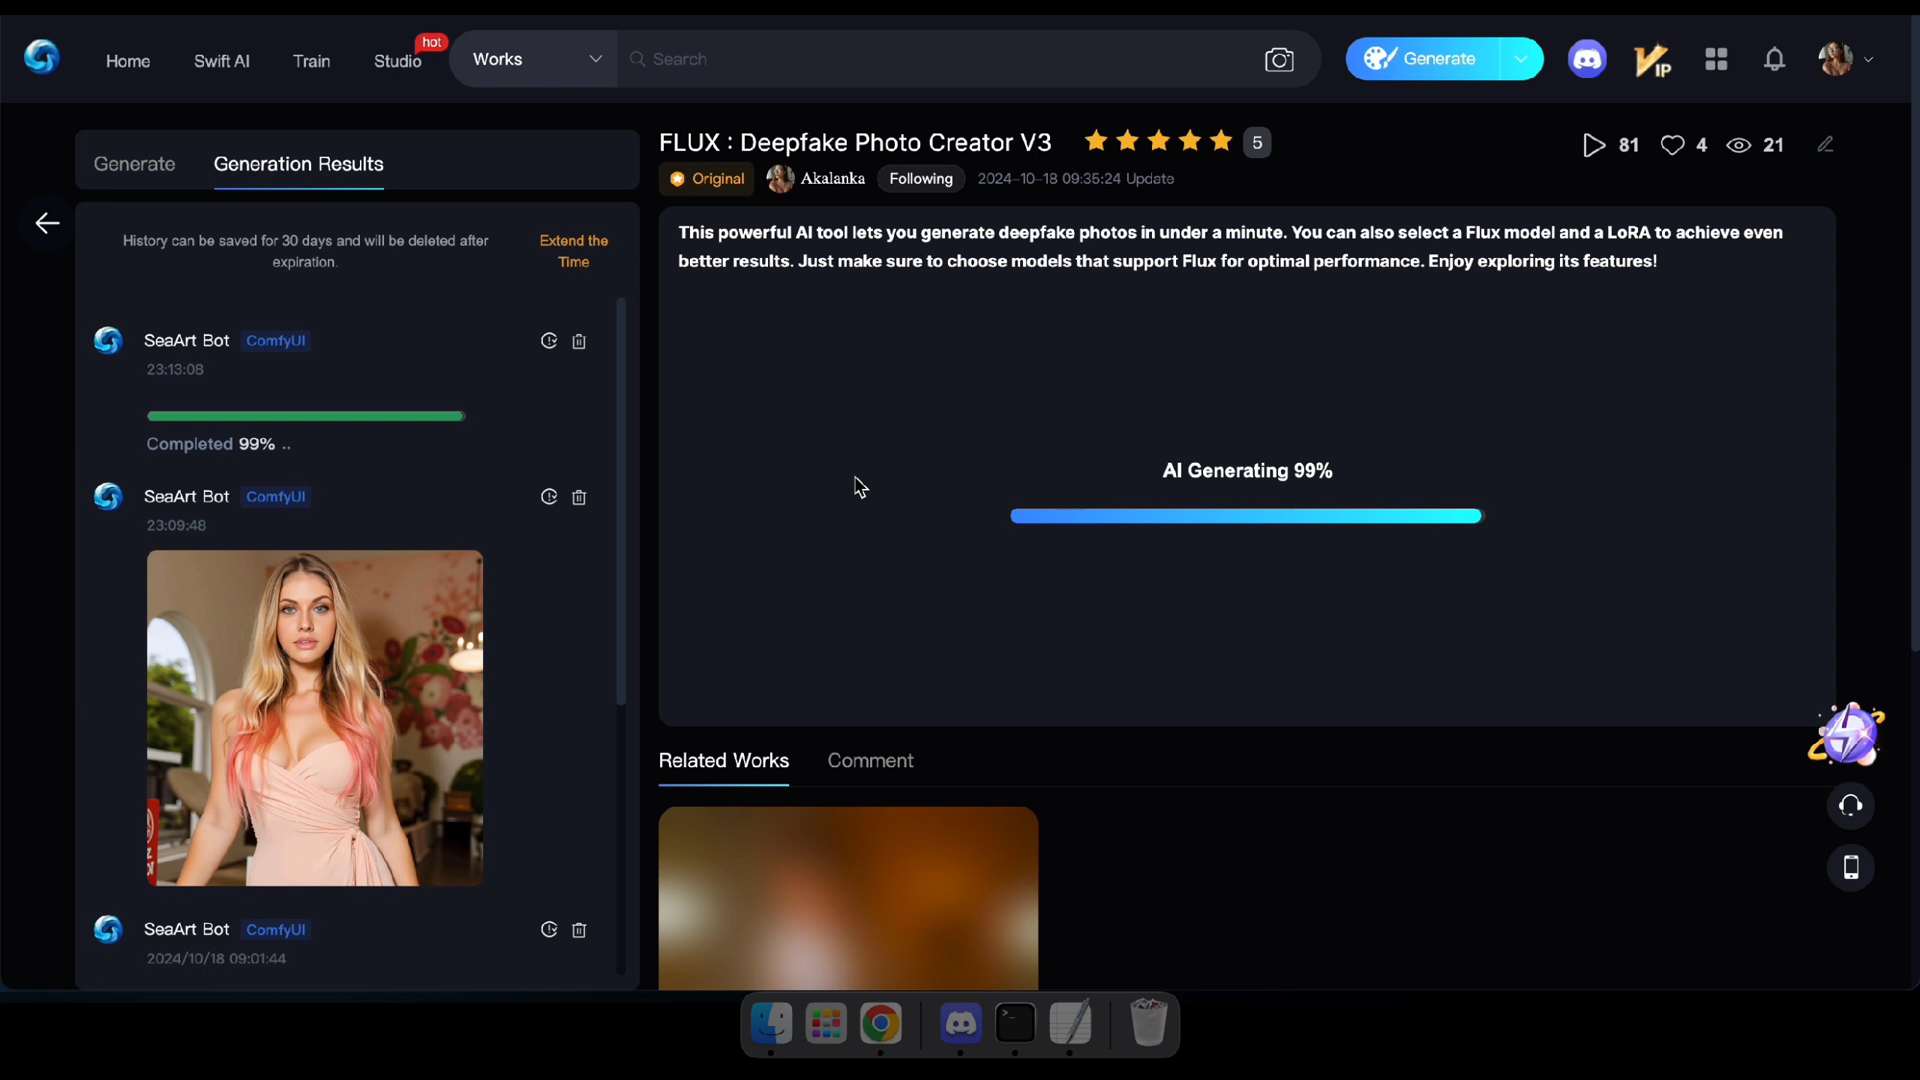 hot
Home
Swift AI
Train
Studio
Works
Search
Generate
VIP
Generate
Generation Results
FLUX : Deepfake Photo Creator V3
5
81
4
21
Original
Akalanka
Following
2024-10-18 09:35:24 Update
History can be saved for 30 days and will be deleted after
expiration.
Extend the
Time
This powerful AI tool lets you generate deepfake photos in under a minute. You can also select a Flux model and a LoRA to achieve even
better results. Just make sure to choose models that support Flux for optimal performance. Enjoy exploring its features!
SeaArt Bot
ComfyUI
23:13:08
Completed 99% ..
SeaArt Bot
ComfyUI
23:09:48
AI Generating 99%
Related Works
Comment
SeaArt Bot
ComfyUI
2024/10/18 09:01:44